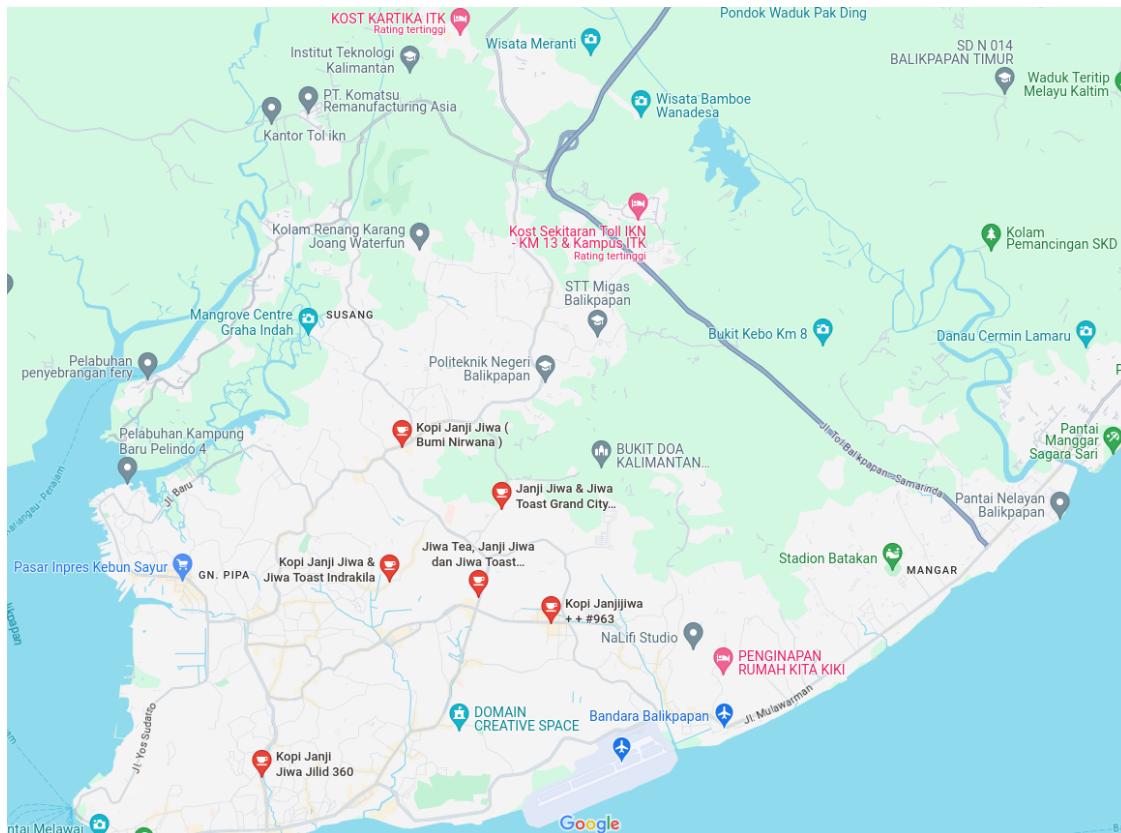 KOST KARTIKA ITK
Rating tertinggi
Pondok Waduk Pak Ding
Wisata Meranti
Institut Teknologi
Kalimantan
SD N 014
BALIKPAPAN TIMUR
Waduk Teritip
Melayu Kaltim
PT. Komatsu
Remanufacturing Asia
Kantor Tol ikn
Wisata Bamboe
Wanadesa
Kolam Renang Karang
Joang Waterfun
Kost Sekitaran Toll IKN
- KM 13 & Kampus ITK
Rating tertinggi
Kolam
Pemancingan SKD
STT Migas
Balikpapan
Mangrove Centre
Graha Indah
SUSANG
Bukit Kebo Km 8
Danau Cermin Lamaru
Pelabuhan
penyebrangan fery
Politeknik Negeri
Balikpapan
Kopi Janji Jiwa (
Bumi Nirwana )
Pelabuhan Kampung
Baru Pelindo 4
Jl. Baru
Kariangau - Penajam
BUKIT DOA
KALIMANTAN...
Jl. Tol Balikpapan - Samarinda
Pantai
Manggar
Sagara Sari
Janji Jiwa & Jiwa
Toast Grand City...
Pantai Nelayan
Balikpapan
Pasar Inpres Kebun Sayur
GN. PIPA
Kopi Janji Jiwa &
Jiwa Toast Indrakila
Jiwa Tea, Janji Jiwa
dan Jiwa Toast...
Stadion Batakan
MANGAR
Kopi Janjijiwa
+ + #963
NaLifi Studio
PENGINAPAN
RUMAH KITA KIKI
DOMAIN
CREATIVE SPACE
Bandara Balikpapan
Jl. Mulawarman
Jl. Yos Sudarso
Kopi Janji
Jiwa Jilid 360
Google